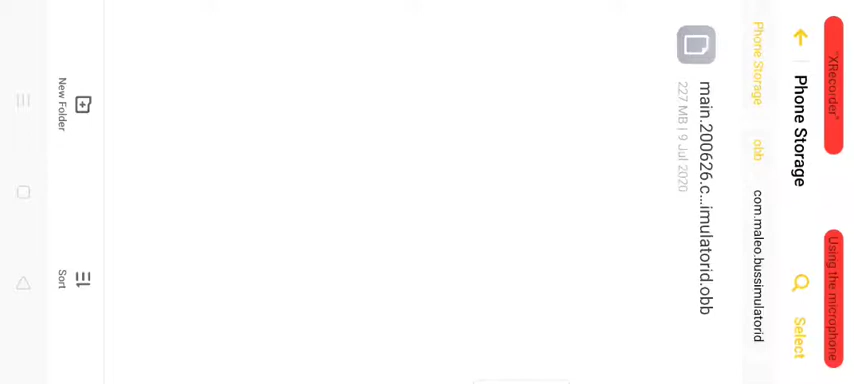 "XRecorder" Using the microphone
Phone Storage Select
Phone Storage obb com.maleo.bussimulatorid
main.200626.c...imulatorid.obb
227 MB | 9 Jul 2020
New Folder Sort